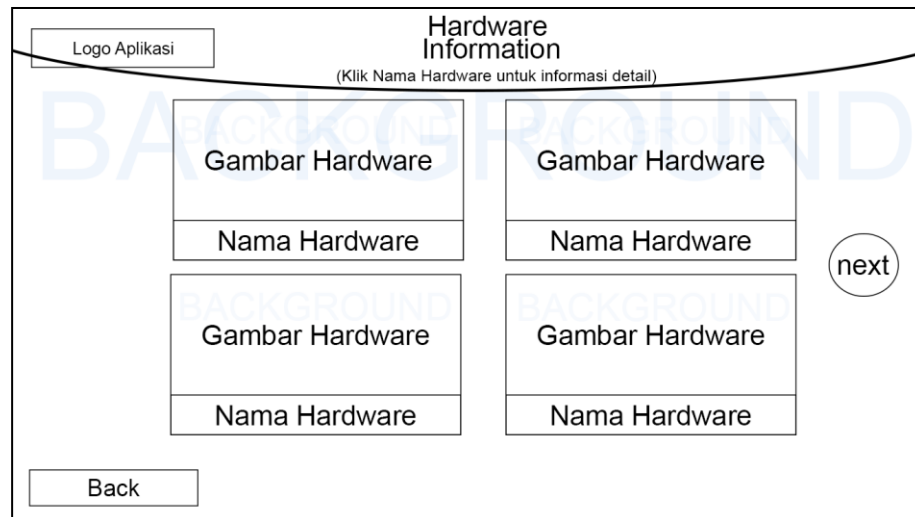 Logo Aplikasi
Hardware
Information
(Klik Nama Hardware untuk informasi detail)
BACKGROUND
BACKGROUND
BACKGROUND
Gambar Hardware
Gambar Hardware
Nama Hardware
Nama Hardware
next
BACKGROUND
BACKGROUND
Gambar Hardware
Gambar Hardware
Nama Hardware
Nama Hardware
Back